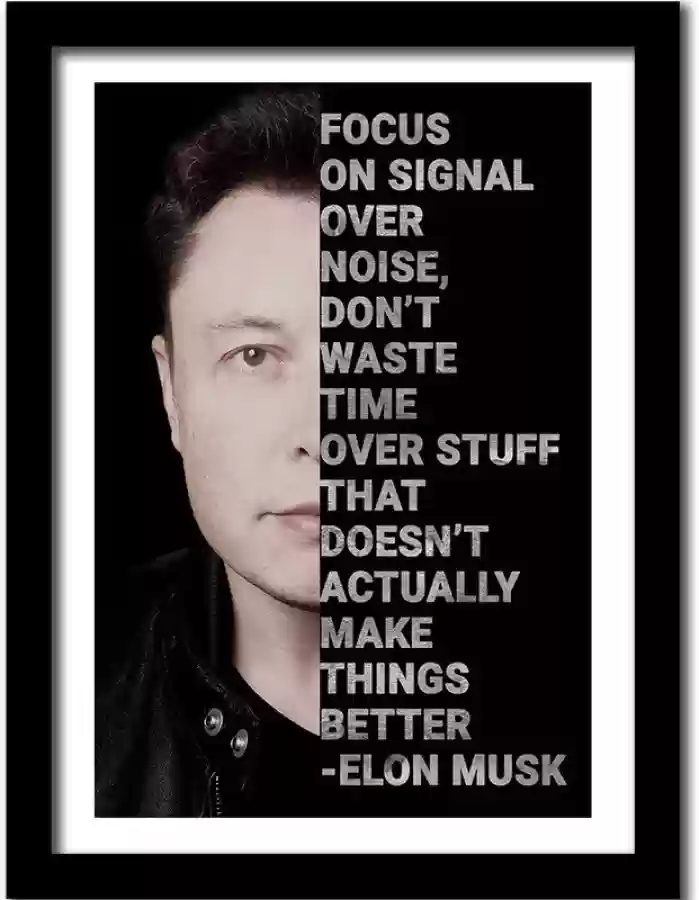 FOCUS
ON SIGNAL
OVER
NOISE,
DON'T
WASTE
TIME
OVER STUFF
THAT
DOESN'T
ACTUALLY
MAKE
THINGS
BETTER
-ELON MUSK